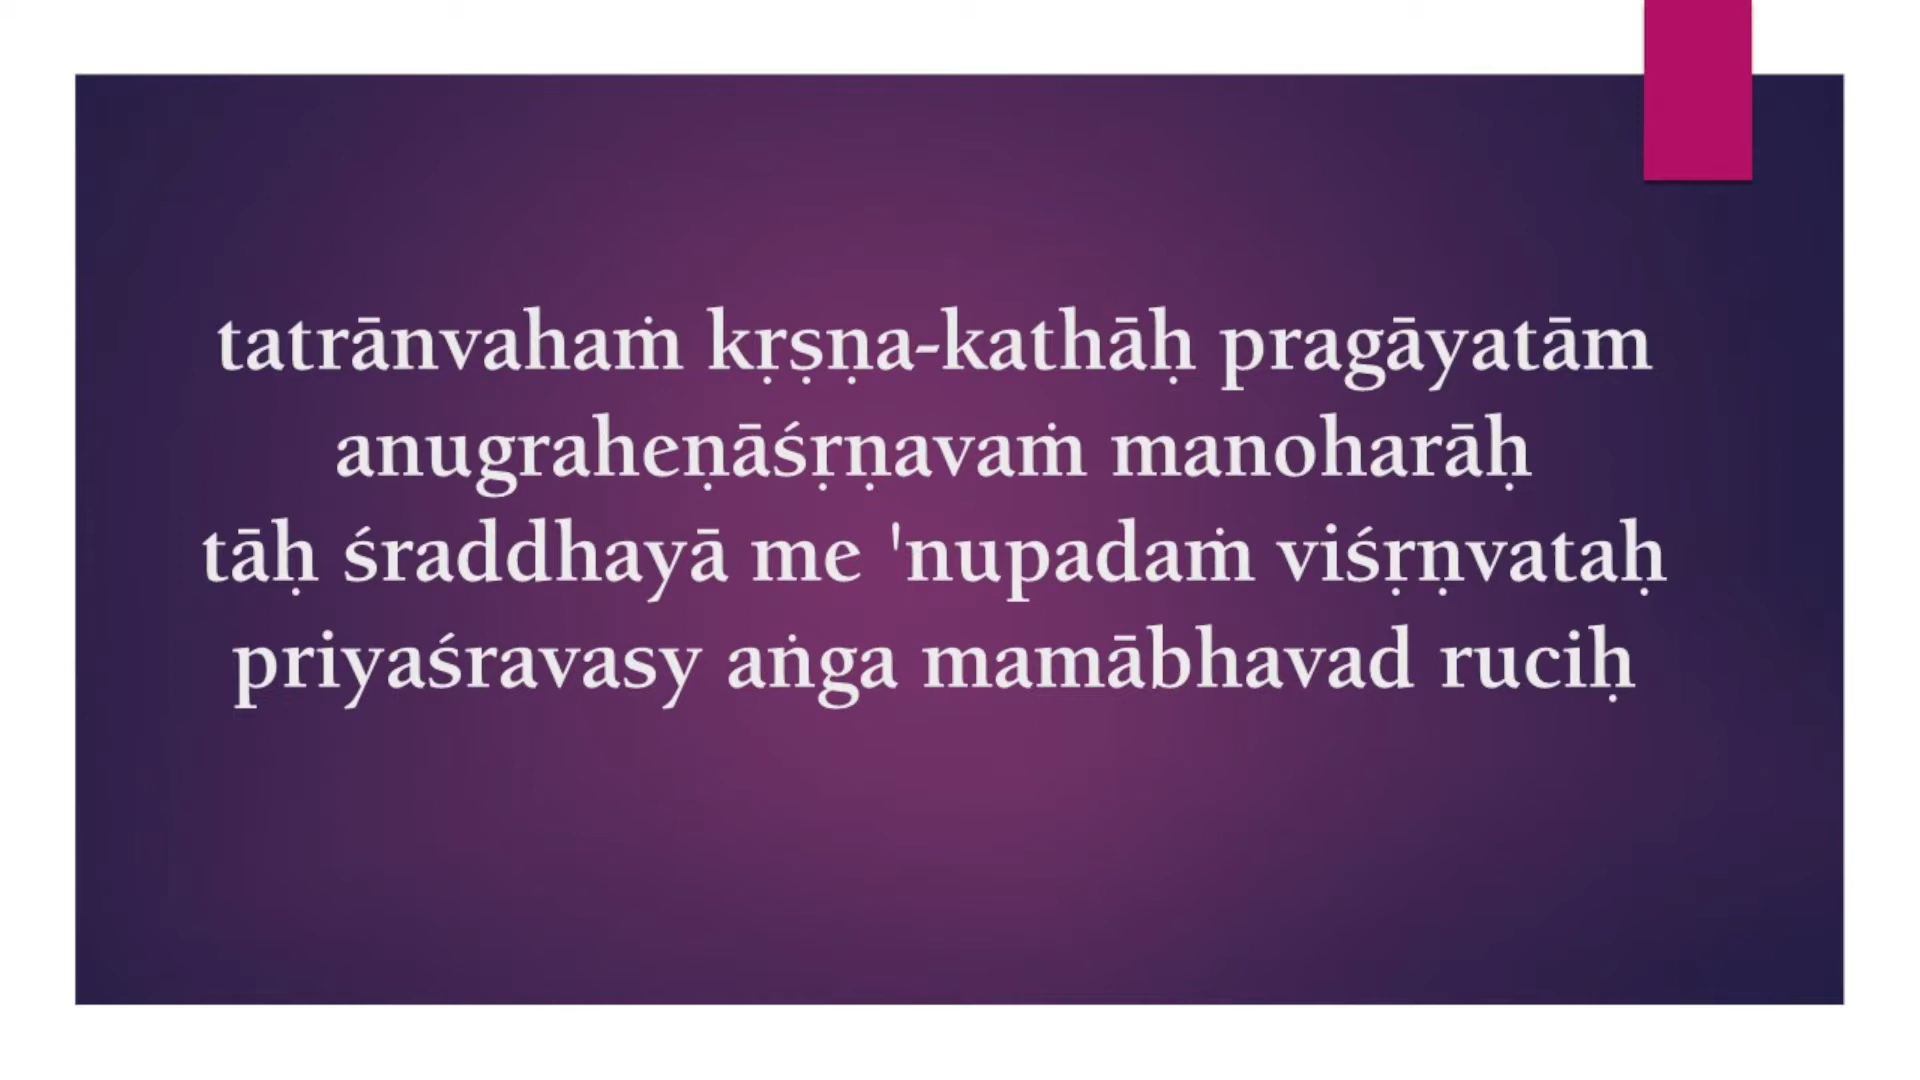 tatrānvahaṁ kṛṣṇa-kathāḥ pragāyatām
anugraheṇāśṛṇavaṁ manoharāḥ
tāḥ śraddhayā me 'nupadaṁ viśṛṇvataḥ
priyaśravasy aṅga mamābhavad ruciḥ